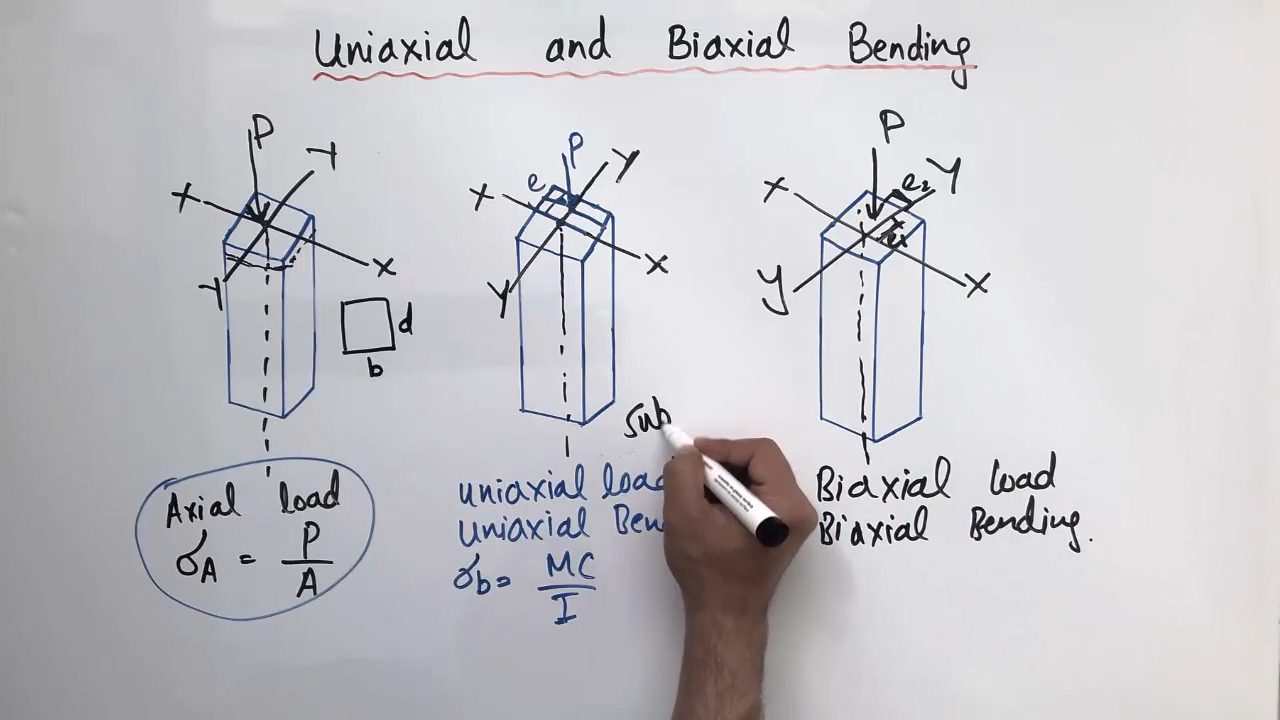 Uniaxial and Biaxial Bending
P
Y
X
X
Y
d
b
P
e
Y
X
X
Y
P
e₂
Y
X
eₓ
X
Y
Sub
Axial load
σA = P/A
uniaxial load
uniaxial Ben
σb= MC/I
Biaxial load
Biaxial Bending.